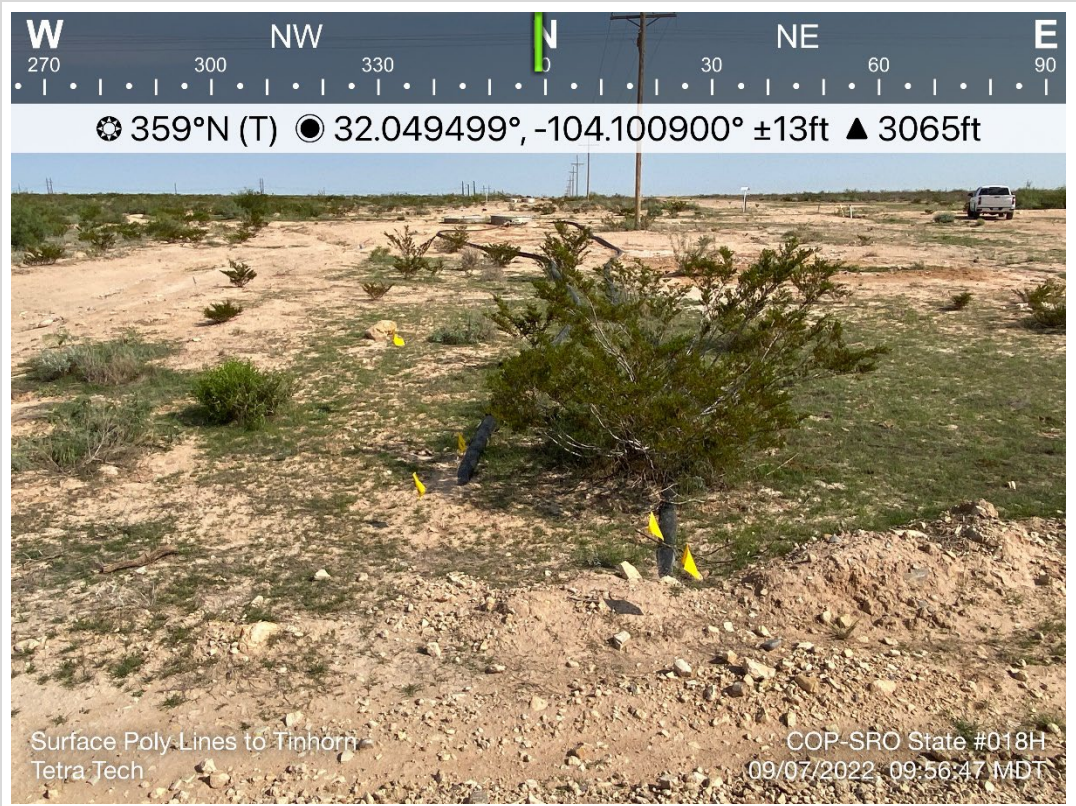 W NW N NE E
270 300 330 0 30 60 90
359°N (T) 32.049499°, -104.100900° ±13ft ▲ 3065ft
Surface Poly Lines to Tinhorn
Tetra Tech
COP-SRO State #018H
09/07/2022, 09:56:47 MDT